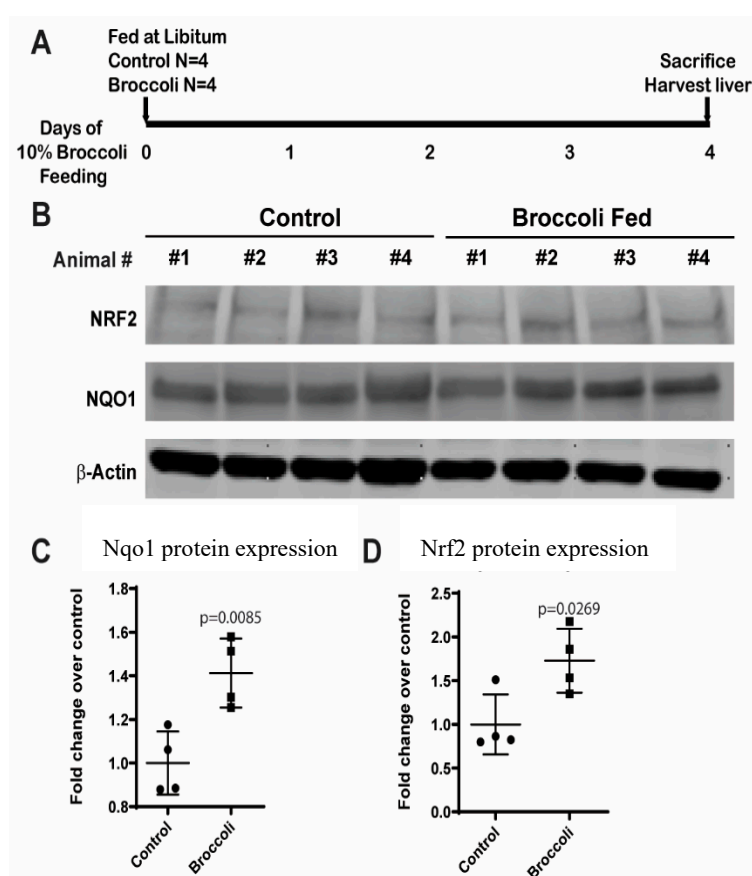 A
Fed at Libitum
Control N=4
Broccoli N=4
Sacrifice
Harvest liver
Days of
10% Broccoli
Feeding
0 1 2 3 4
B
Control Broccoli Fed
Animal # #1 #2 #3 #4 #1 #2 #3 #4
NRF2
NQO1
β-Actin
C Nqo1 protein expression
Fold change over control
1.8
1.6
1.4
1.2
1.0
0.8
p=0.0085
Control Broccoli
D Nrf2 protein expression
Fold change over control
2.5
2.0
1.5
1.0
0.5
0.0
p=0.0269
Control Broccoli